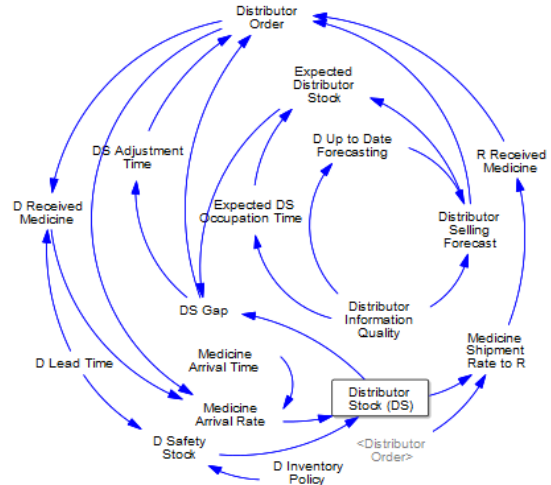 Distributor
Order
Expected
Distributor
Stock
DS Adjustment
Time
D Up to Date
Forecasting
R Received
Medicine
D Received
Medicine
Expected DS
Occupation Time
Distributor
Selling
Forecast
DS Gap
Distributor
Information
Quality
Medicine
Shipment
Rate to R
D Lead Time
Medicine
Arrival Time
Distributor
Stock (DS)
Medicine
Arrival Rate
<Distributor
Order>
D Safety
Stock
D Inventory
Policy